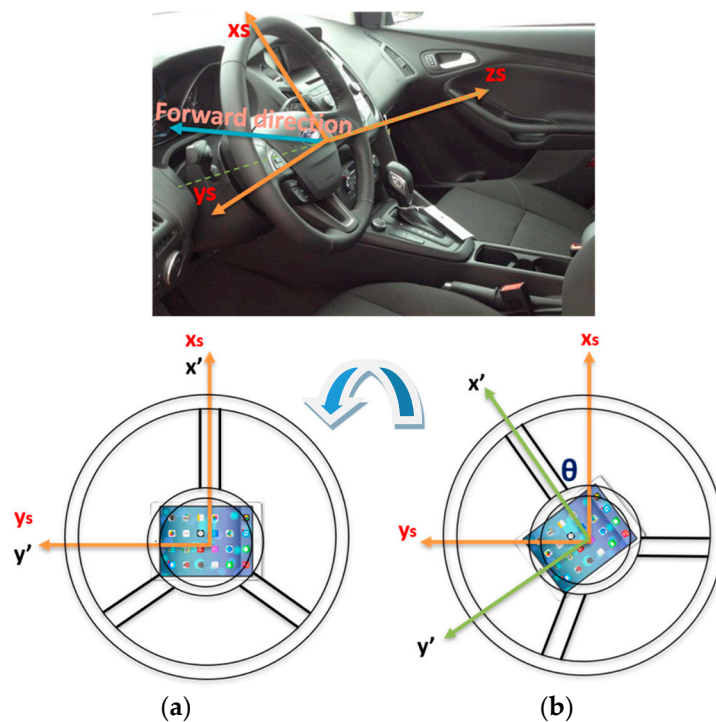 xs
zs
Forward direction
ys
xs
x'
xs
x'
θ
ys
y'
ys
y'
(a)
(b)